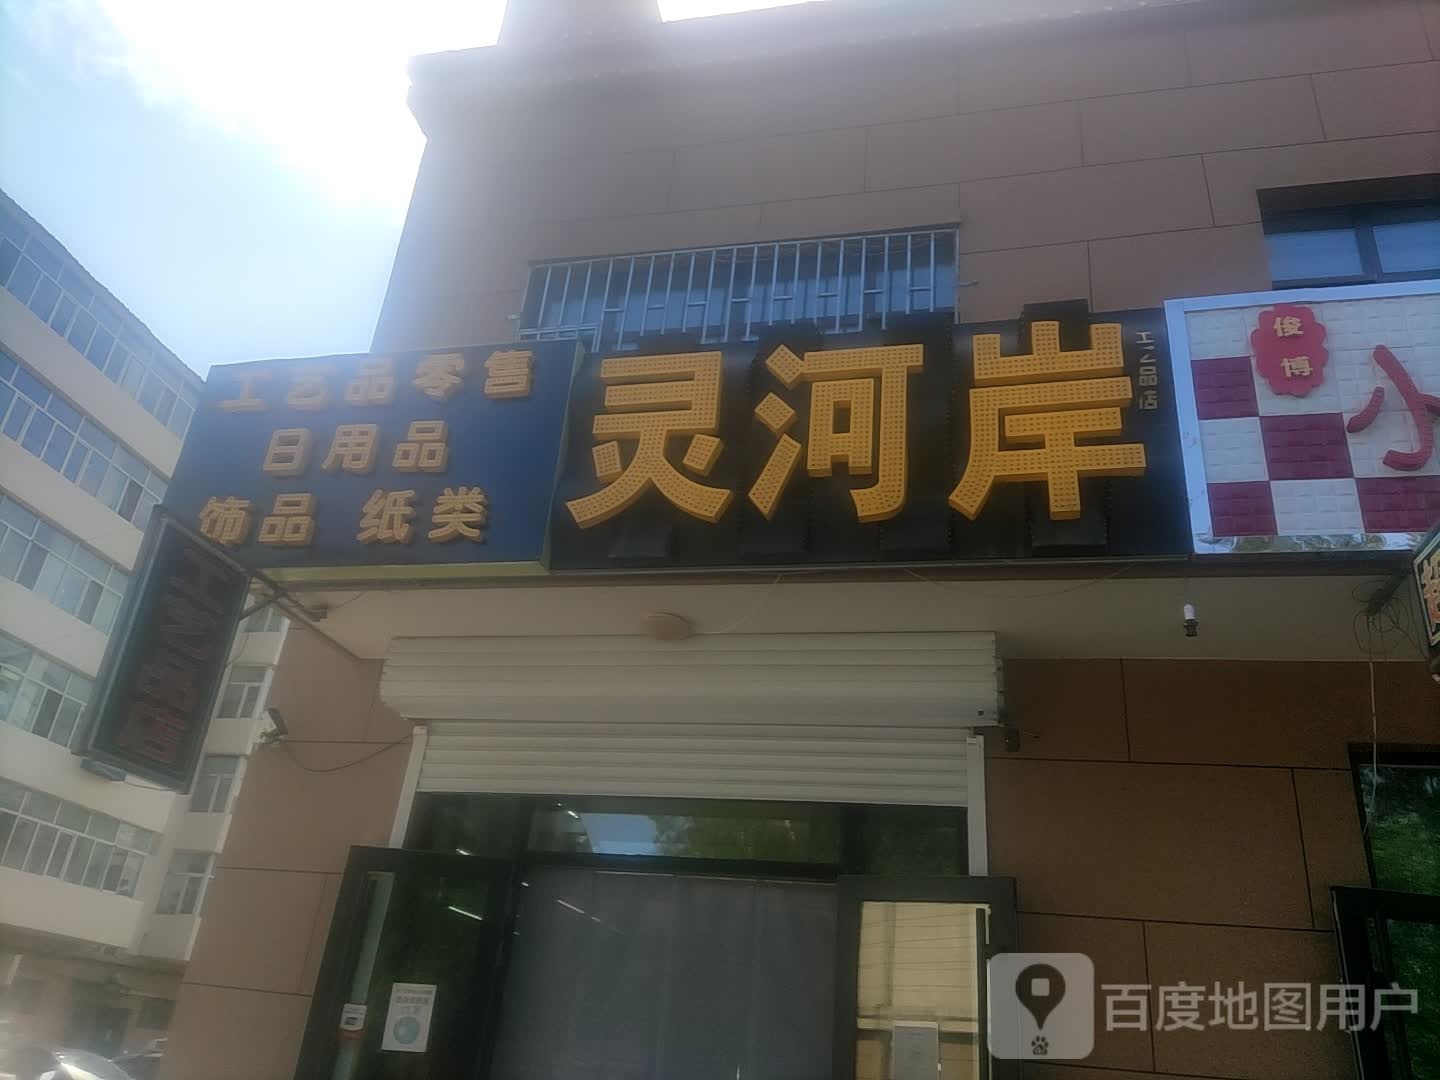 工艺品零售
日用品
饰品 纸类
灵河岸
工艺品店
俊博
小
百度地图用户